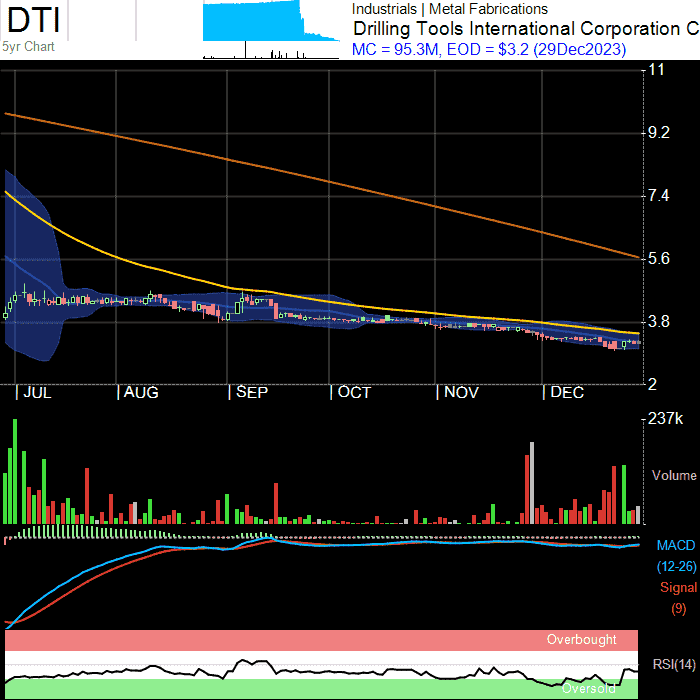 DTI
5yr Chart
Industrials | Metal Fabrications
Drilling Tools International Corporation C
MC = 95.3M, EOD = $3.2 (29Dec2023)
11
9.2
7.4
5.6
3.8
2
JUL AUG SEP OCT NOV DEC
237k
Volume
MACD
(12-26)
Signal
(9)
Overbought
RSI(14)
Oversold